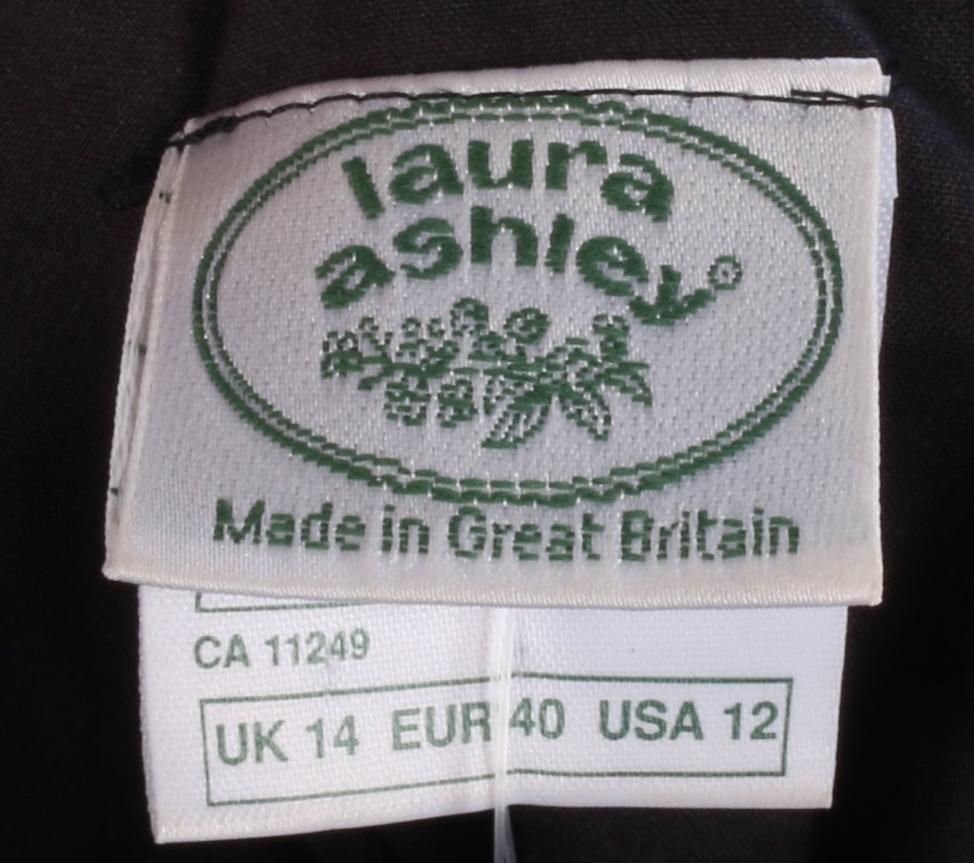 laura
ashley®
Made in Great Britain
CA 11249
UK 14 EUR 40 USA 12